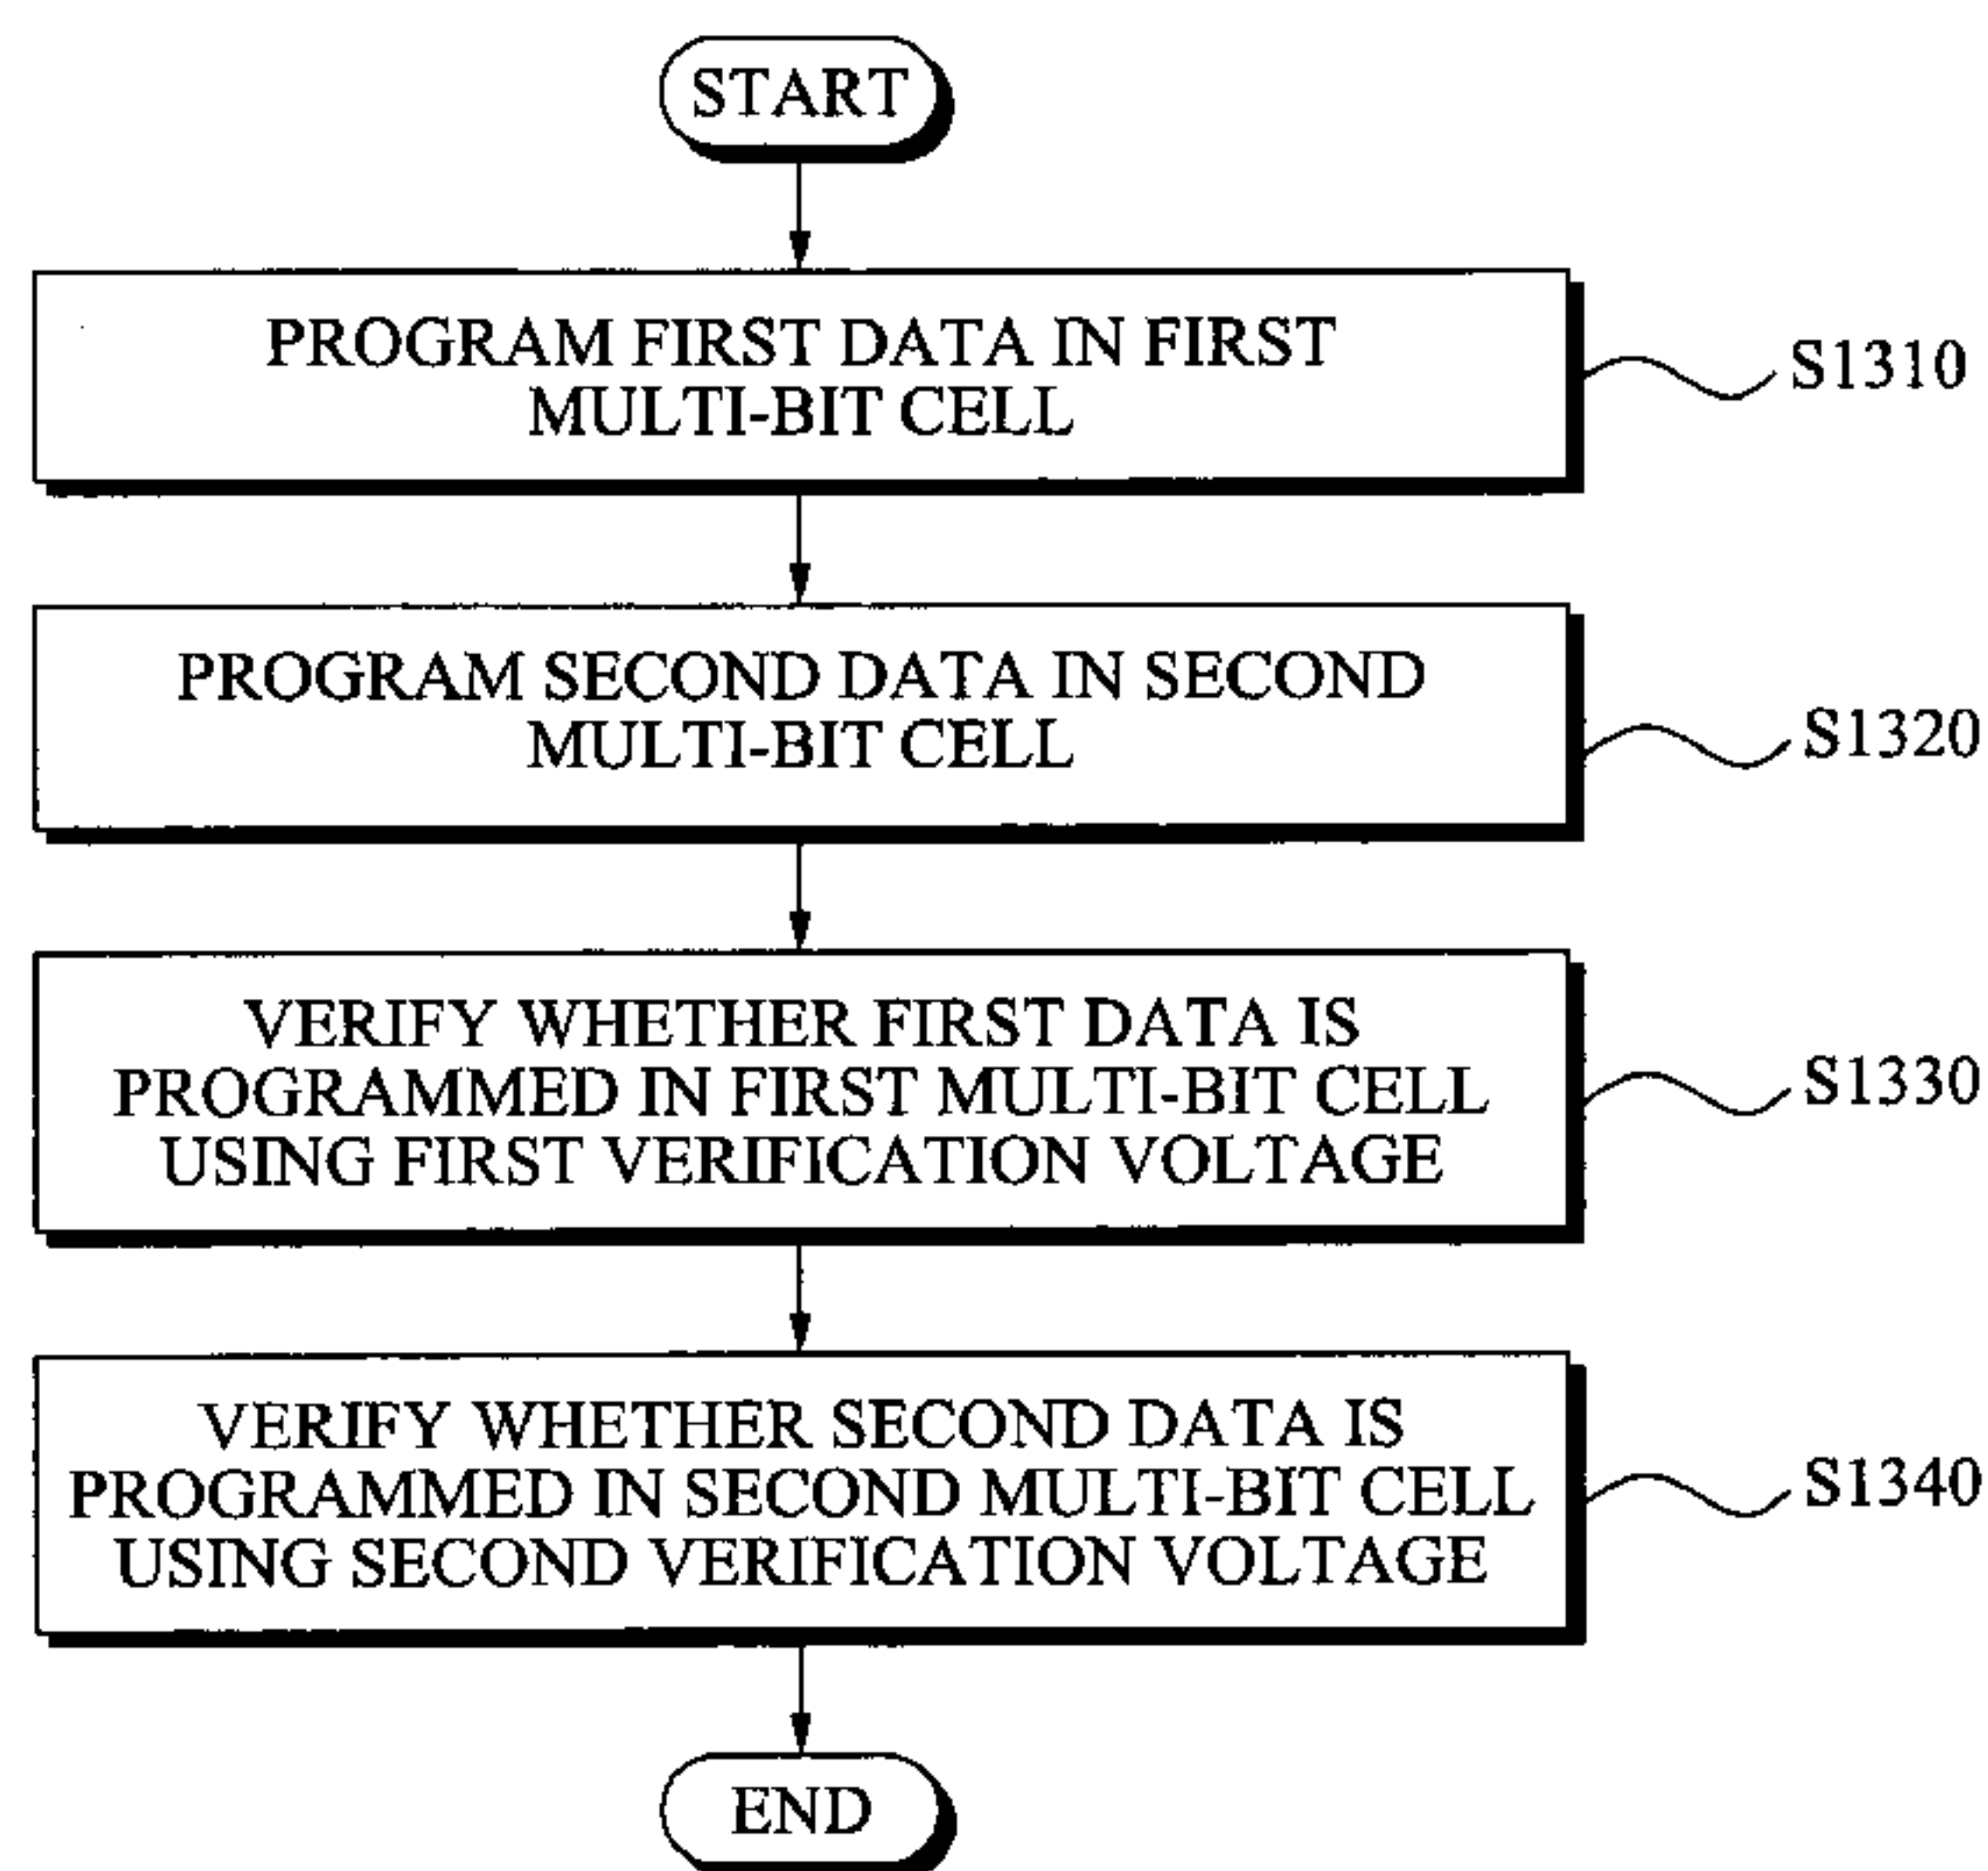 START
PROGRAM FIRST DATA IN FIRST
MULTI-BIT CELL
S1310
PROGRAM SECOND DATA IN SECOND
MULTI-BIT CELL
S1320
VERIFY WHETHER FIRST DATA IS
PROGRAMMED IN FIRST MULTI-BIT CELL
USING FIRST VERIFICATION VOLTAGE
S1330
VERIFY WHETHER SECOND DATA IS
PROGRAMMED IN SECOND MULTI-BIT CELL
USING SECOND VERIFICATION VOLTAGE
S1340
END